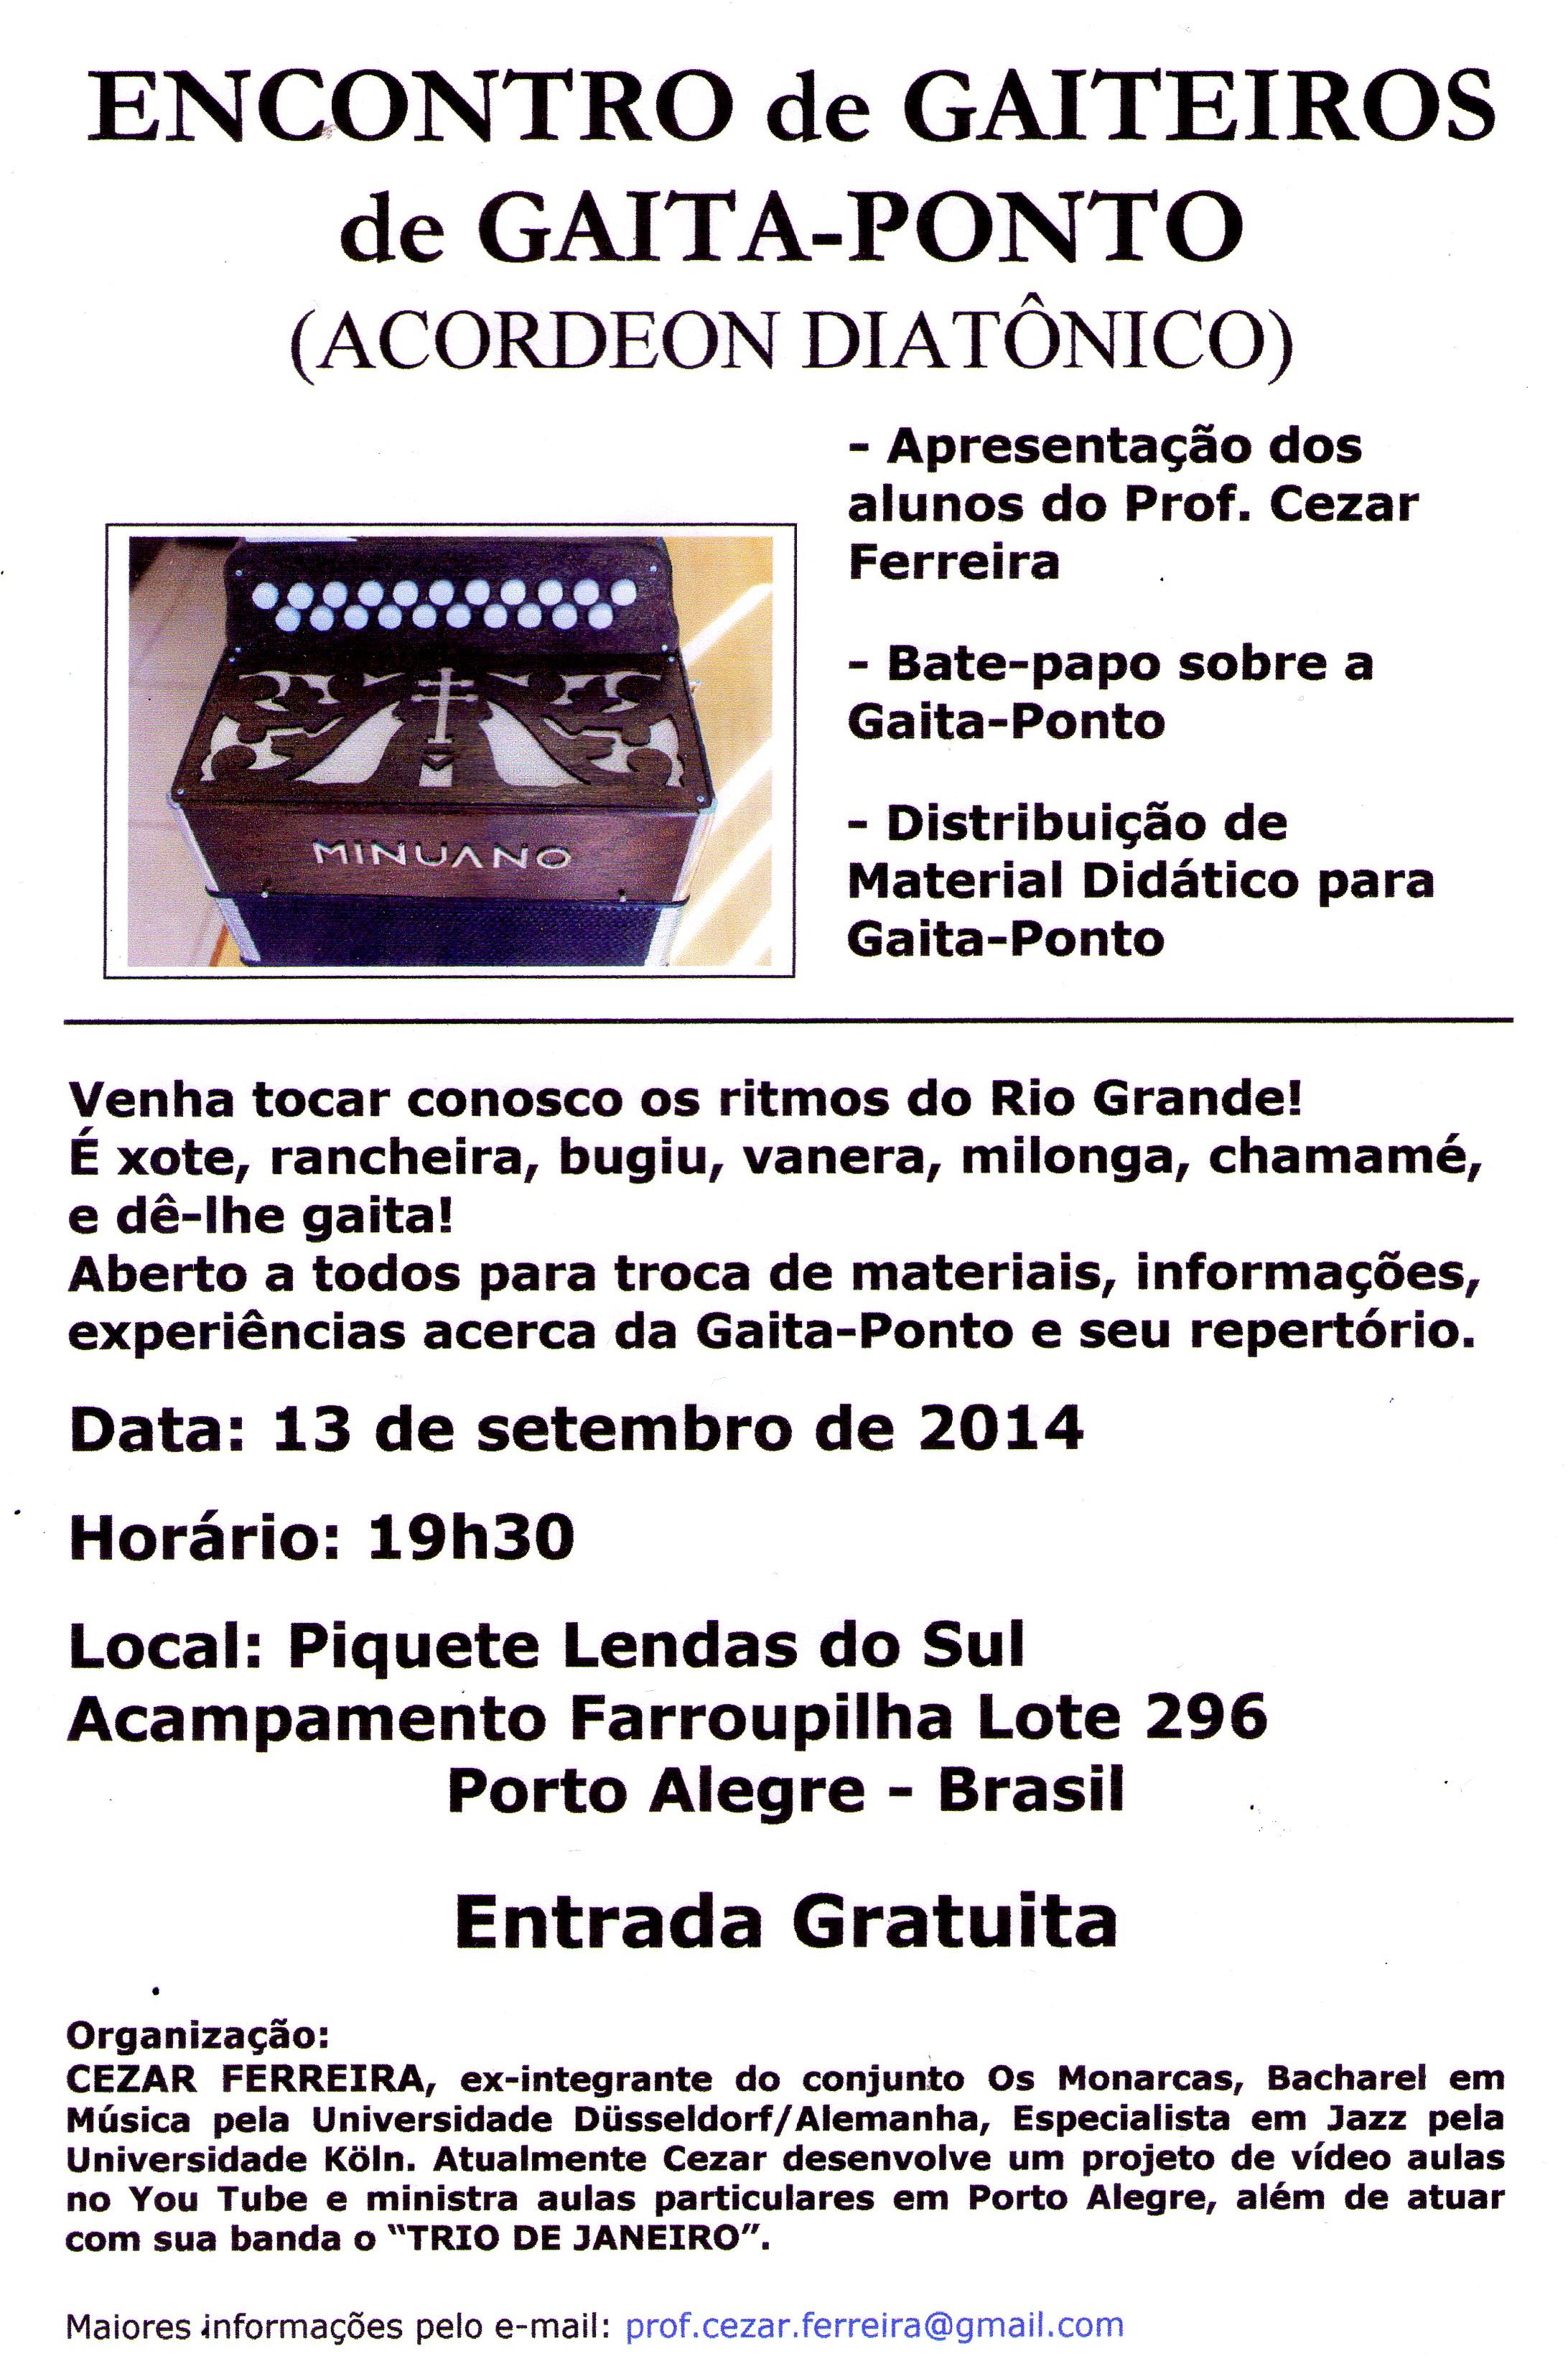 ENCONTRO de GAITEIROS
de GAITA-PONTO
(ACORDEON DIATÔNICO)
- Apresentação dos
alunos do Prof. Cezar
Ferreira
- Bate-papo sobre a
Gaita-Ponto
- Distribuição de
Material Didático para
Gaita-Ponto
MINUANO
Venha tocar conosco os ritmos do Rio Grande!
É xote, rancheira, bugiu, vanera, milonga, chamamé,
e dê-lhe gaita!
Aberto a todos para troca de materiais, informações,
experiências acerca da Gaita-Ponto e seu repertório.
Data: 13 de setembro de 2014
Horário: 19h30
Local: Piquete Lendas do Sul
Acampamento Farroupilha Lote 296
Porto Alegre - Brasil
Entrada Gratuita
Organização:
CEZAR FERREIRA, ex-integrante do conjunto Os Monarcas, Bacharel em
Música pela Universidade Düsseldorf/Alemanha, Especialista em Jazz pela
Universidade Köln. Atualmente Cezar desenvolve um projeto de vídeo aulas
no You Tube e ministra aulas particulares em Porto Alegre, além de atuar
com sua banda o “TRIO DE JANEIRO”.
Maiores informações pelo e-mail: prof.cezar.ferreira@gmail.com